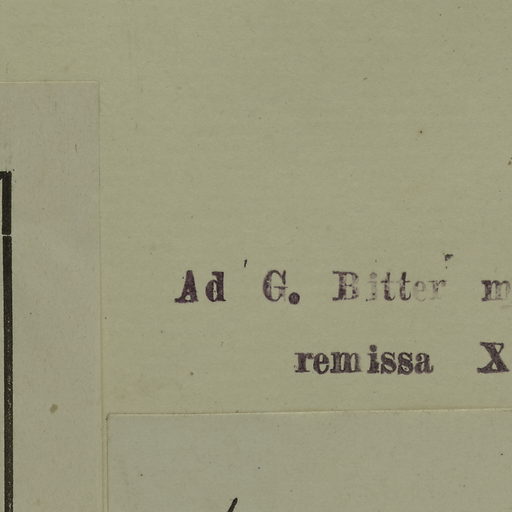 Ad G. Bitter m
remissa X